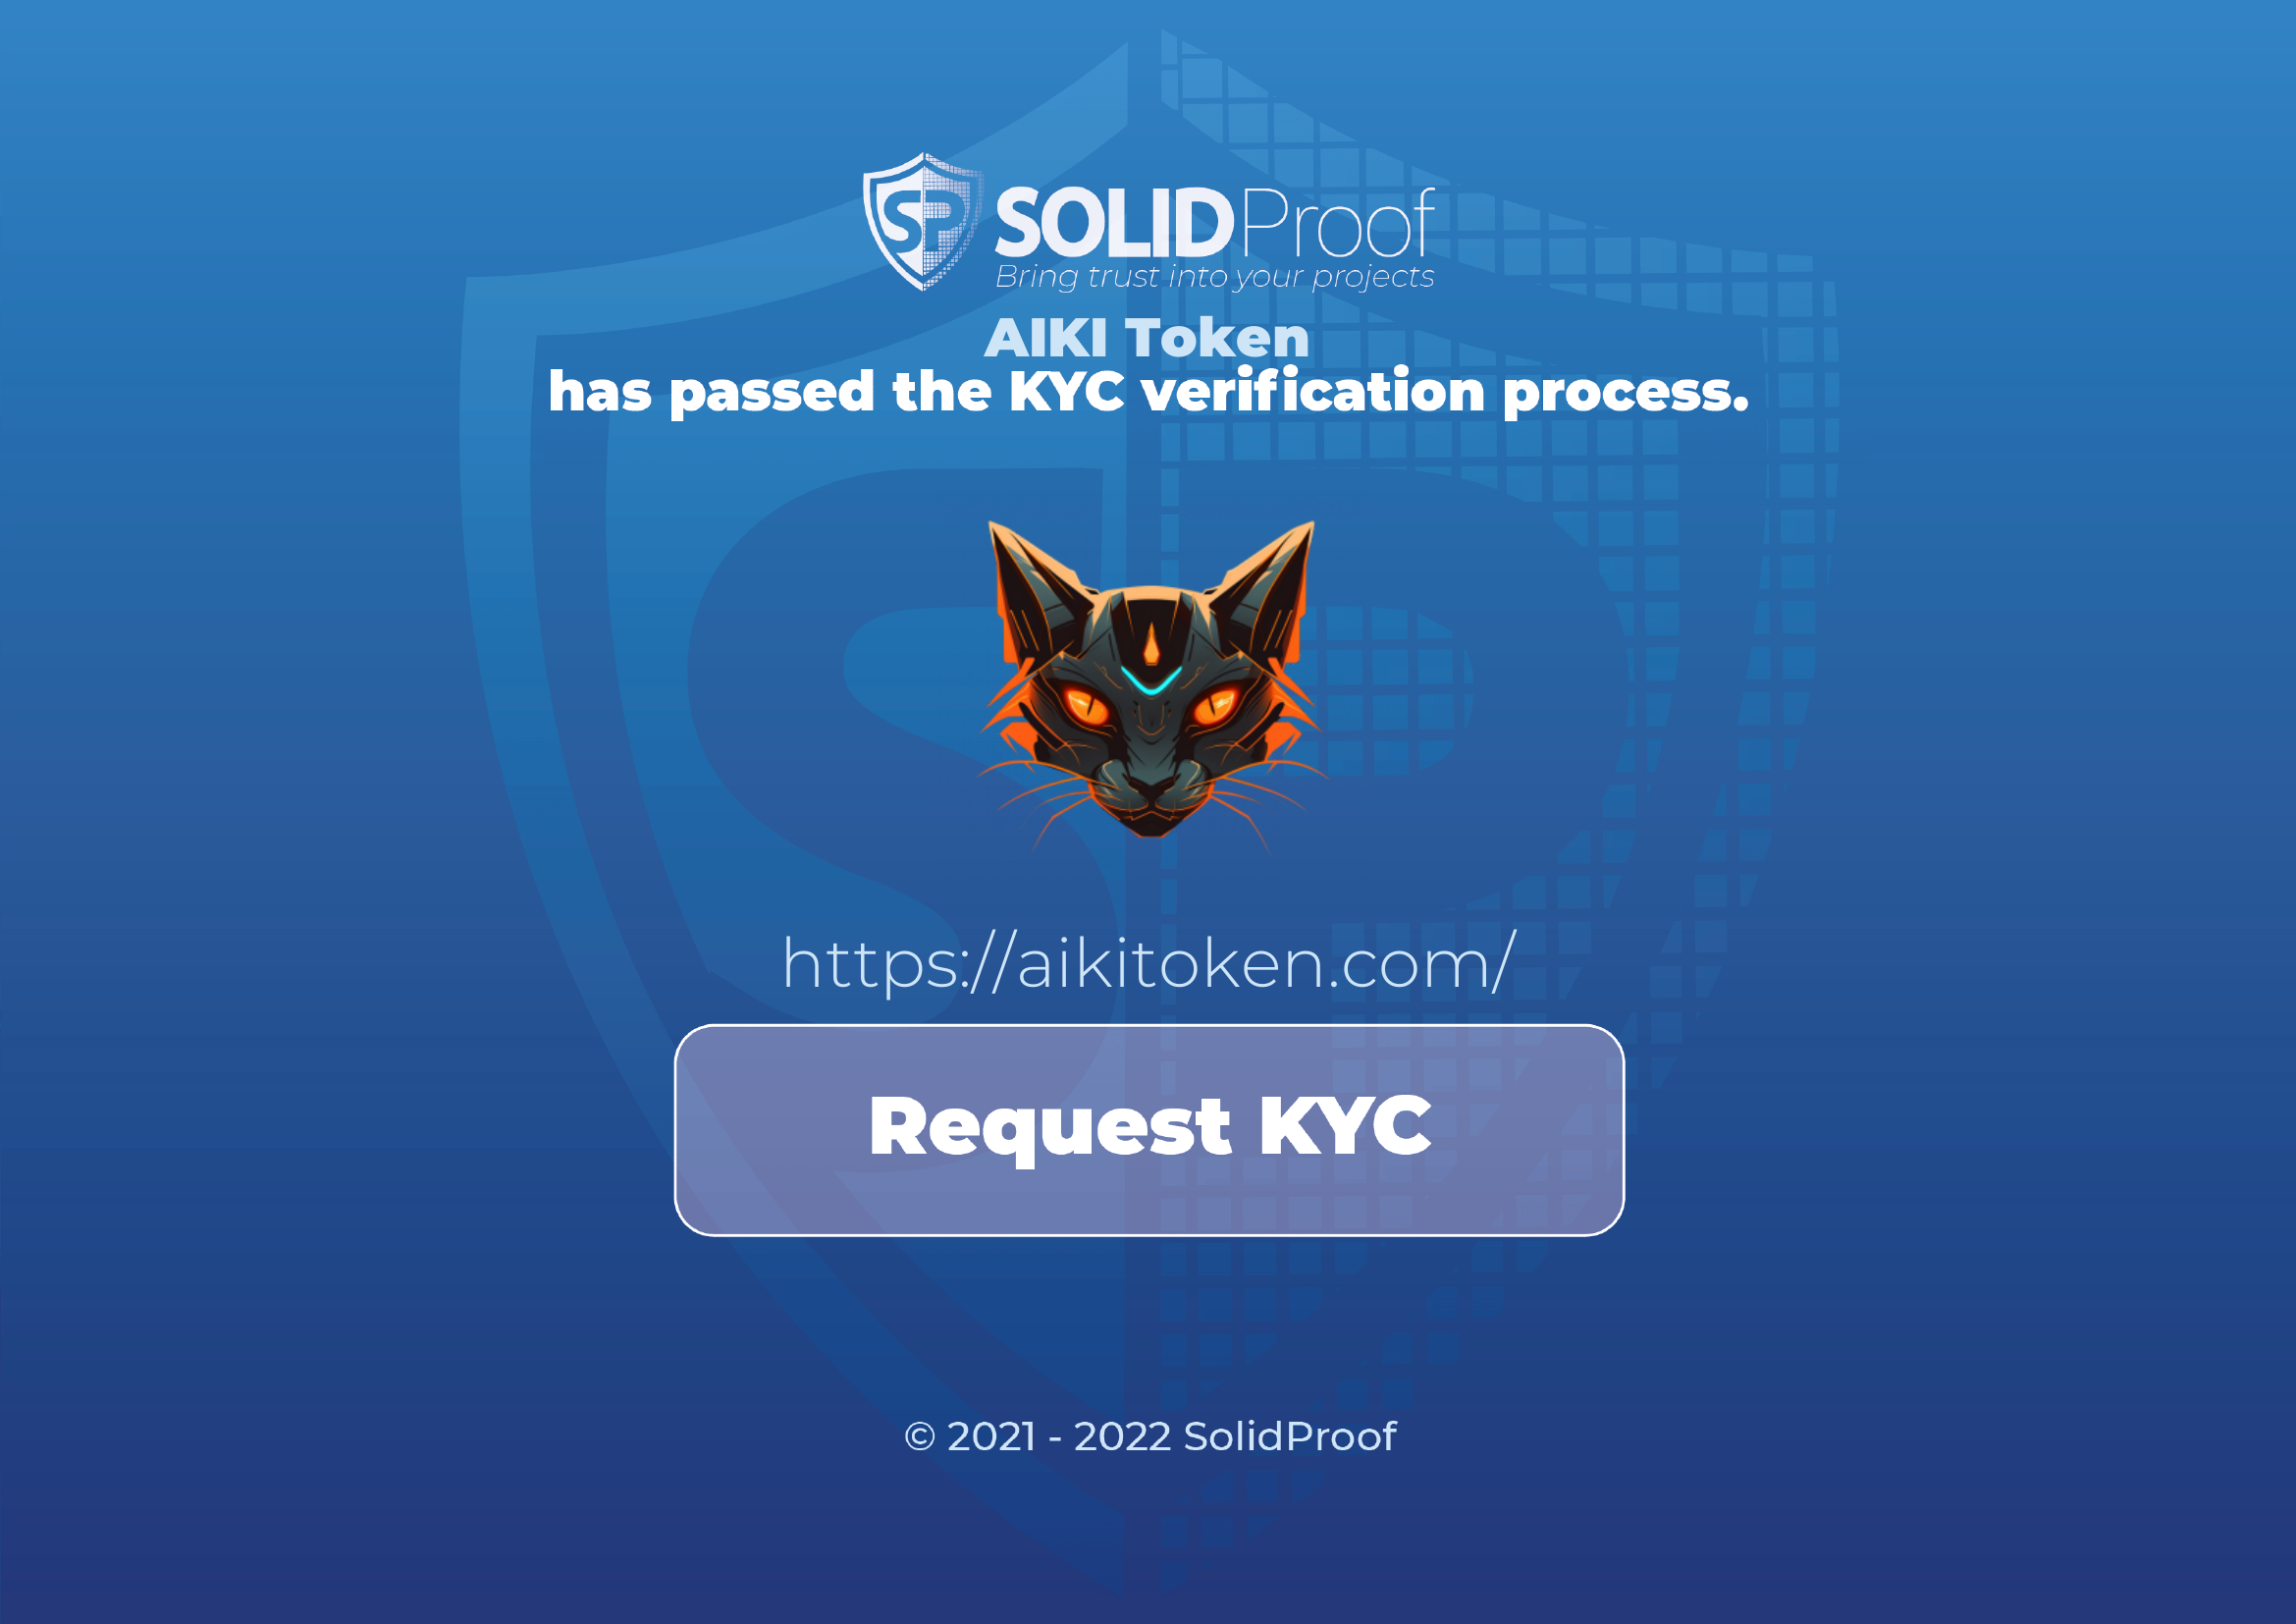 SP SOLIDProof
Bring trust into your projects
AIKI Token
has passed the KYC verification process.
https://aikitoken.com/
Request KYC
© 2021 - 2022 SolidProof